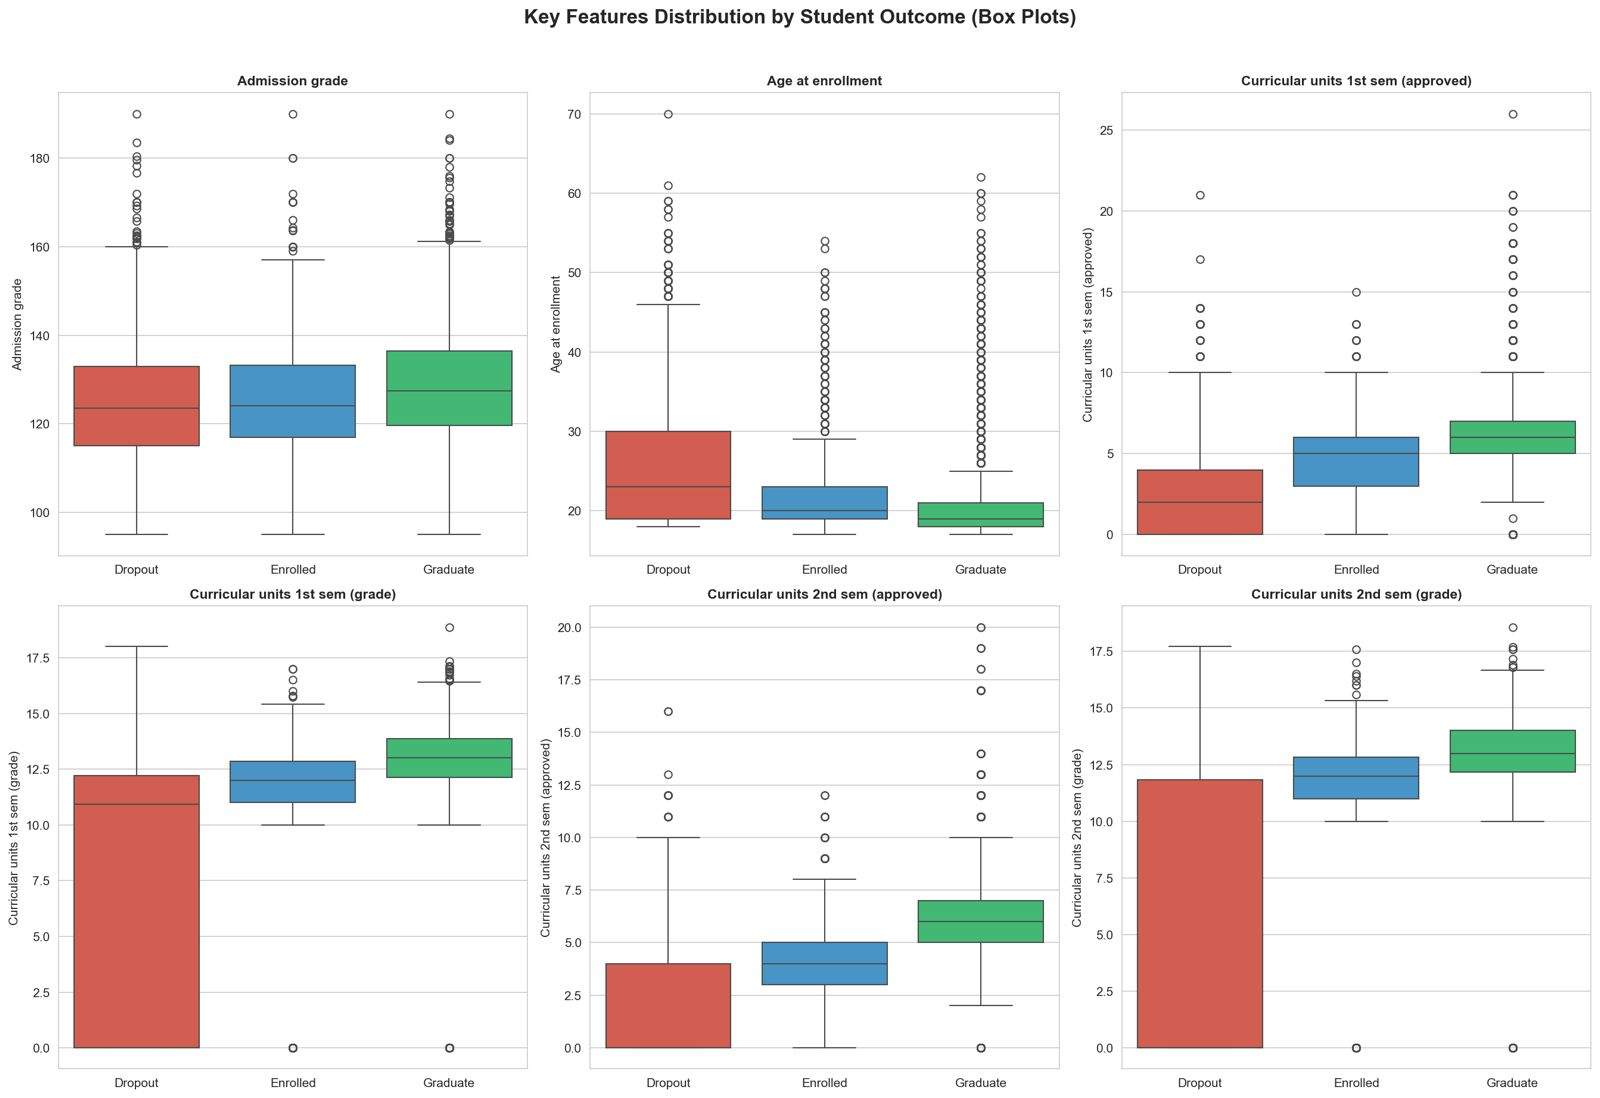 Key Features Distribution by Student Outcome (Box Plots)
Admission grade
Admission grade
180
160
140
120
100
Dropout Enrolled Graduate
Age at enrollment
Age at enrollment
70
60
50
40
30
20
Dropout Enrolled Graduate
Curricular units 1st sem (approved)
Curricular units 1st sem (approved)
25
20
15
10
5
0
Dropout Enrolled Graduate
Curricular units 1st sem (grade)
Curricular units 1st sem (grade)
17.5
15.0
12.5
10.0
7.5
5.0
2.5
0.0
Dropout Enrolled Graduate
Curricular units 2nd sem (approved)
Curricular units 2nd sem (approved)
20.0
17.5
15.0
12.5
10.0
7.5
5.0
2.5
0.0
Dropout Enrolled Graduate
Curricular units 2nd sem (grade)
Curricular units 2nd sem (grade)
17.5
15.0
12.5
10.0
7.5
5.0
2.5
0.0
Dropout Enrolled Graduate